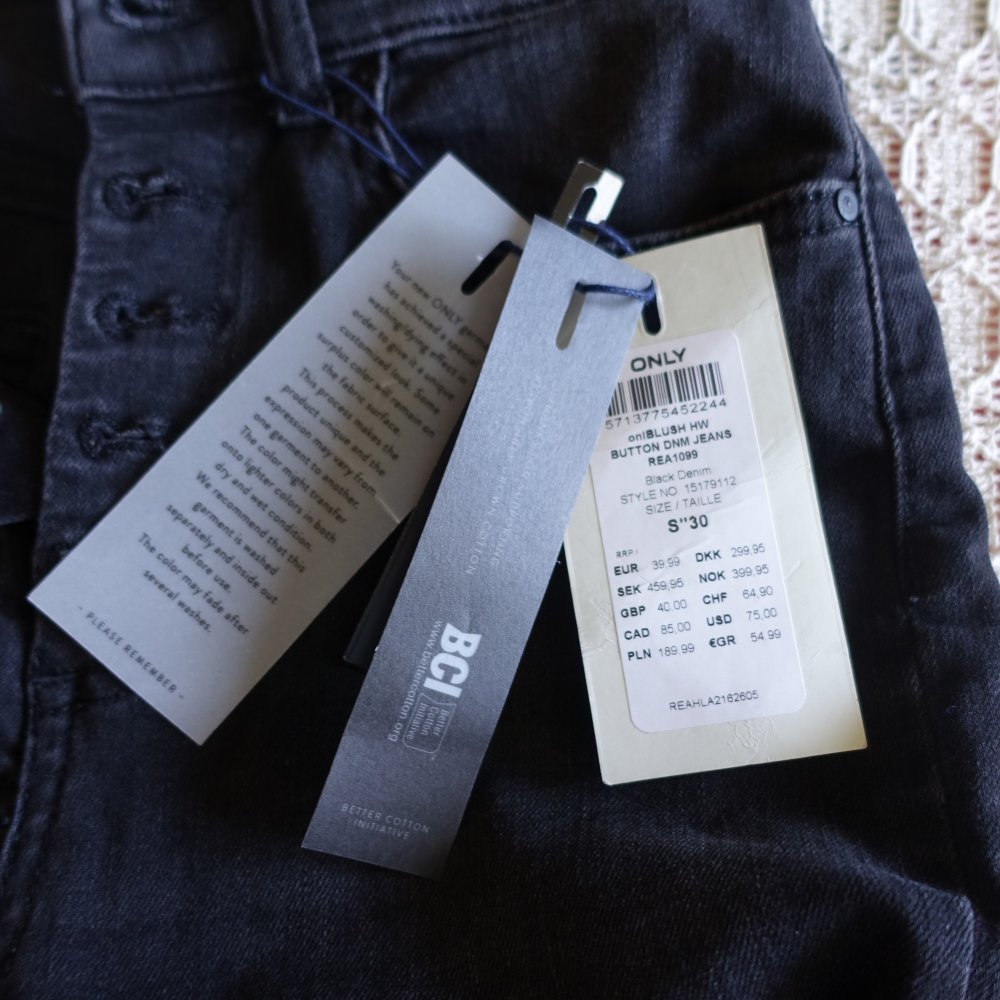 Your new ONLY
has achieved a special
washing/dying effect in
order to give it a unique
customized look. Some
surplus color will remain on
the fabric surface.
This process makes the
product unique and the
expression may vary from
one garment to another.
The color might transfer
onto lighter colors in both
dry and wet condition.
We recommend that this
garment is washed
separately and inside out
before use.
The color may fade after
several washes.
- PLEASE REMEMBER -
BCI
Better
Cotton
Initiative
www.bettercotton.org
BETTER COTTON
INITIATIVE
ONLY
5713775452244
onlBLUSH HW
BUTTON DNM JEANS
REA1099
Black Denim
STYLE NO. 15179112
SIZE / TAILLE
S"30
RRP/
EUR 39,99 DKK 299,95
SEK 459,95 NOK 399,95
GBP 40,00 CHF 64,90
CAD 85,00 USD 75,00
PLN 189,99 €GR 54,99
REAHLA2162605